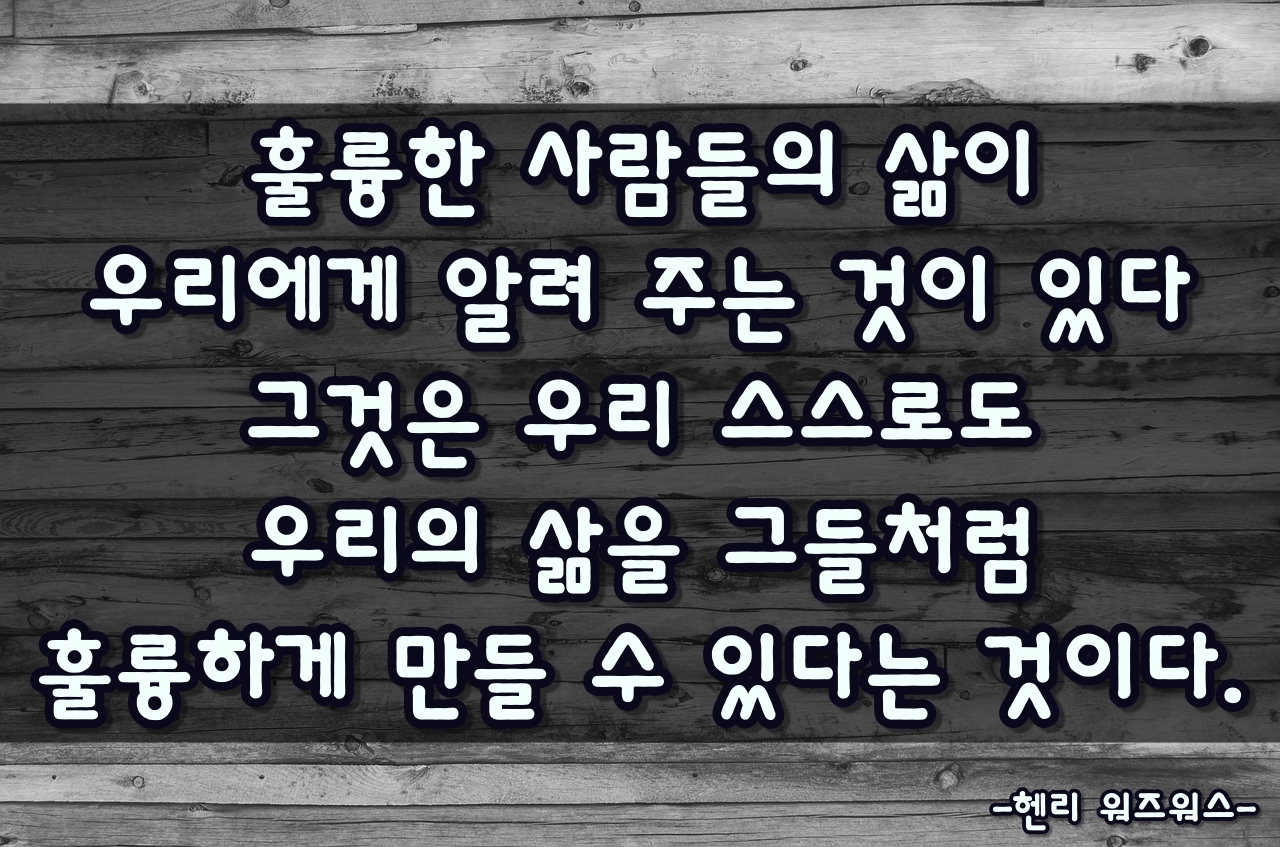 훌륭한 사람들의 삶이
우리에게 알려 주는 것이 있다
그것은 우리 스스로도
우리의 삶을 그들처럼
훌륭하게 만들 수 있다는 것이다.
-헨리 워즈워스-